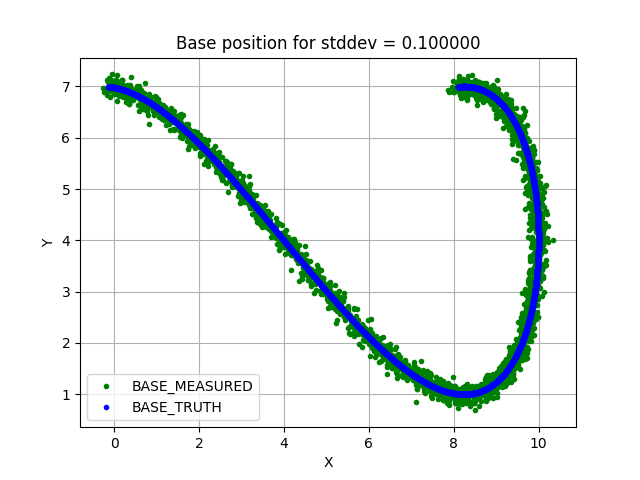 Base position for stddev = 0.100000
7
6
5
4
3
2
1
Y
BASE_MEASURED
BASE_TRUTH
0
2
4
6
8
10
X